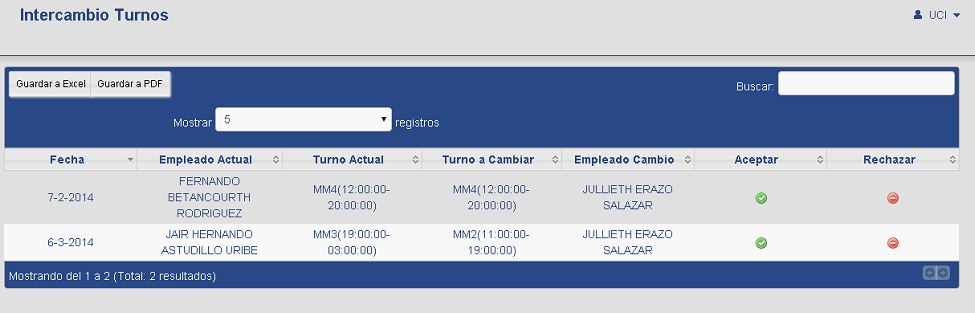 Intercambio Turnos
UCI
Guardar a Excel Guardar a PDF
Buscar:
Mostrar 5 registros
Fecha Empleado Actual Turno Actual Turno a Cambiar Empleado Cambio Aceptar Rechazar
7-2-2014
FERNANDO
BETANCOURTH
RODRIGUEZ
MM4(12:00:00-
20:00:00)
MM4(12:00:00-
20:00:00)
JULLIETH ERAZO
SALAZAR
6-3-2014
JAIR HERNANDO
ASTUDILLO URIBE
MM3(19:00:00-
03:00:00)
MM2(11:00:00-
19:00:00)
JULLIETH ERAZO
SALAZAR
Mostrando del 1 a 2 (Total: 2 resultados)